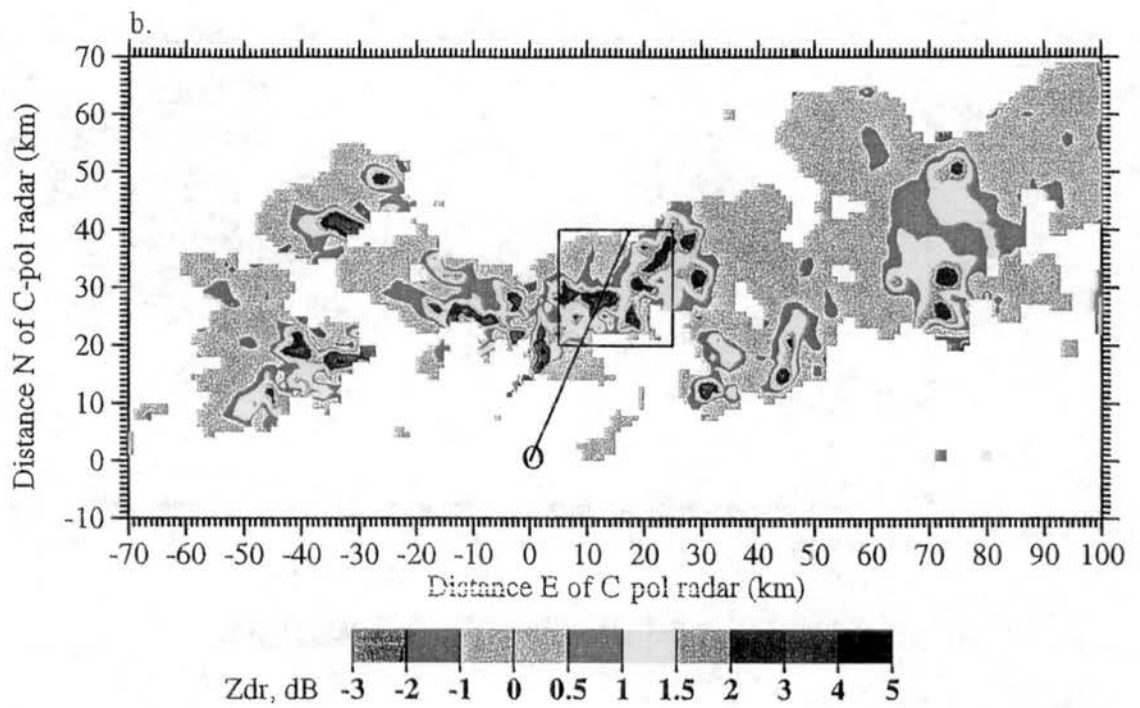 b.
70
60
50
40
30
20
10
0
-10
Distance N of C-pol radar (km)
O
-70 -60 -50 -40 -30 -20 -10 0 10 20 30 40 50 60 70 80 90 100
Distance E of C pol radar (km)
Zdr, dB -3 -2 -1 0 0.5 1 1.5 2 3 4 5